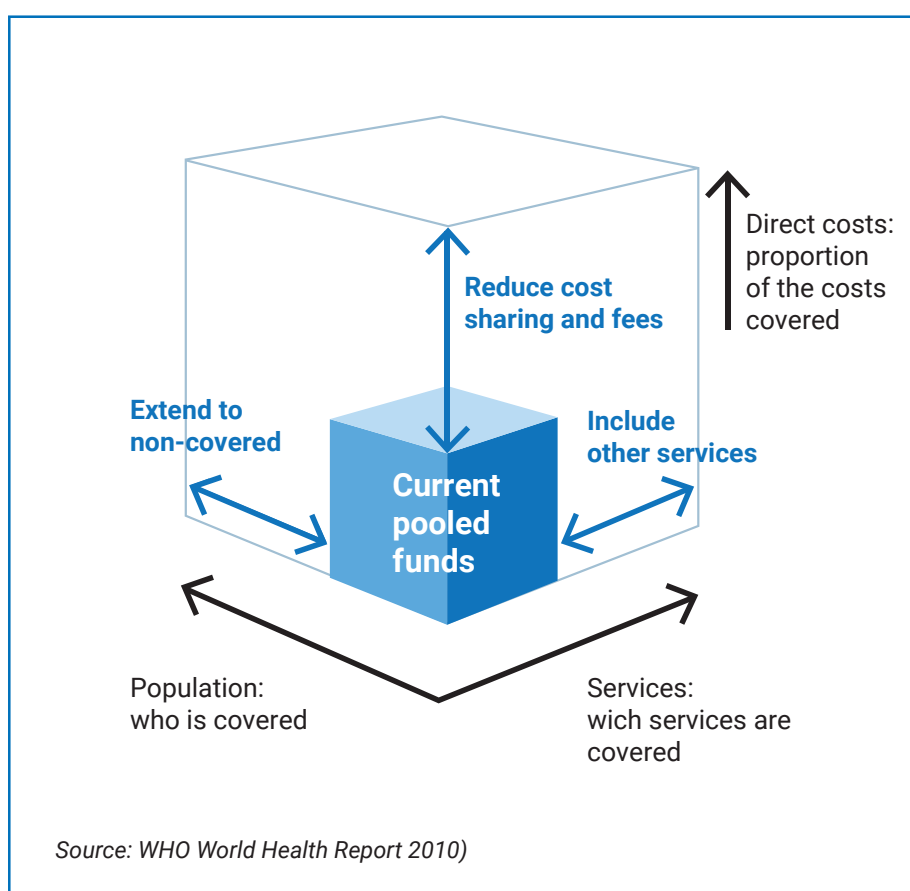 Direct costs:
proportion
of the costs
covered
Reduce cost
sharing and fees
Extend to
non-covered
Include
other services
Current
pooled
funds
Population:
who is covered
Services:
wich services are
covered
Source: WHO World Health Report 2010)